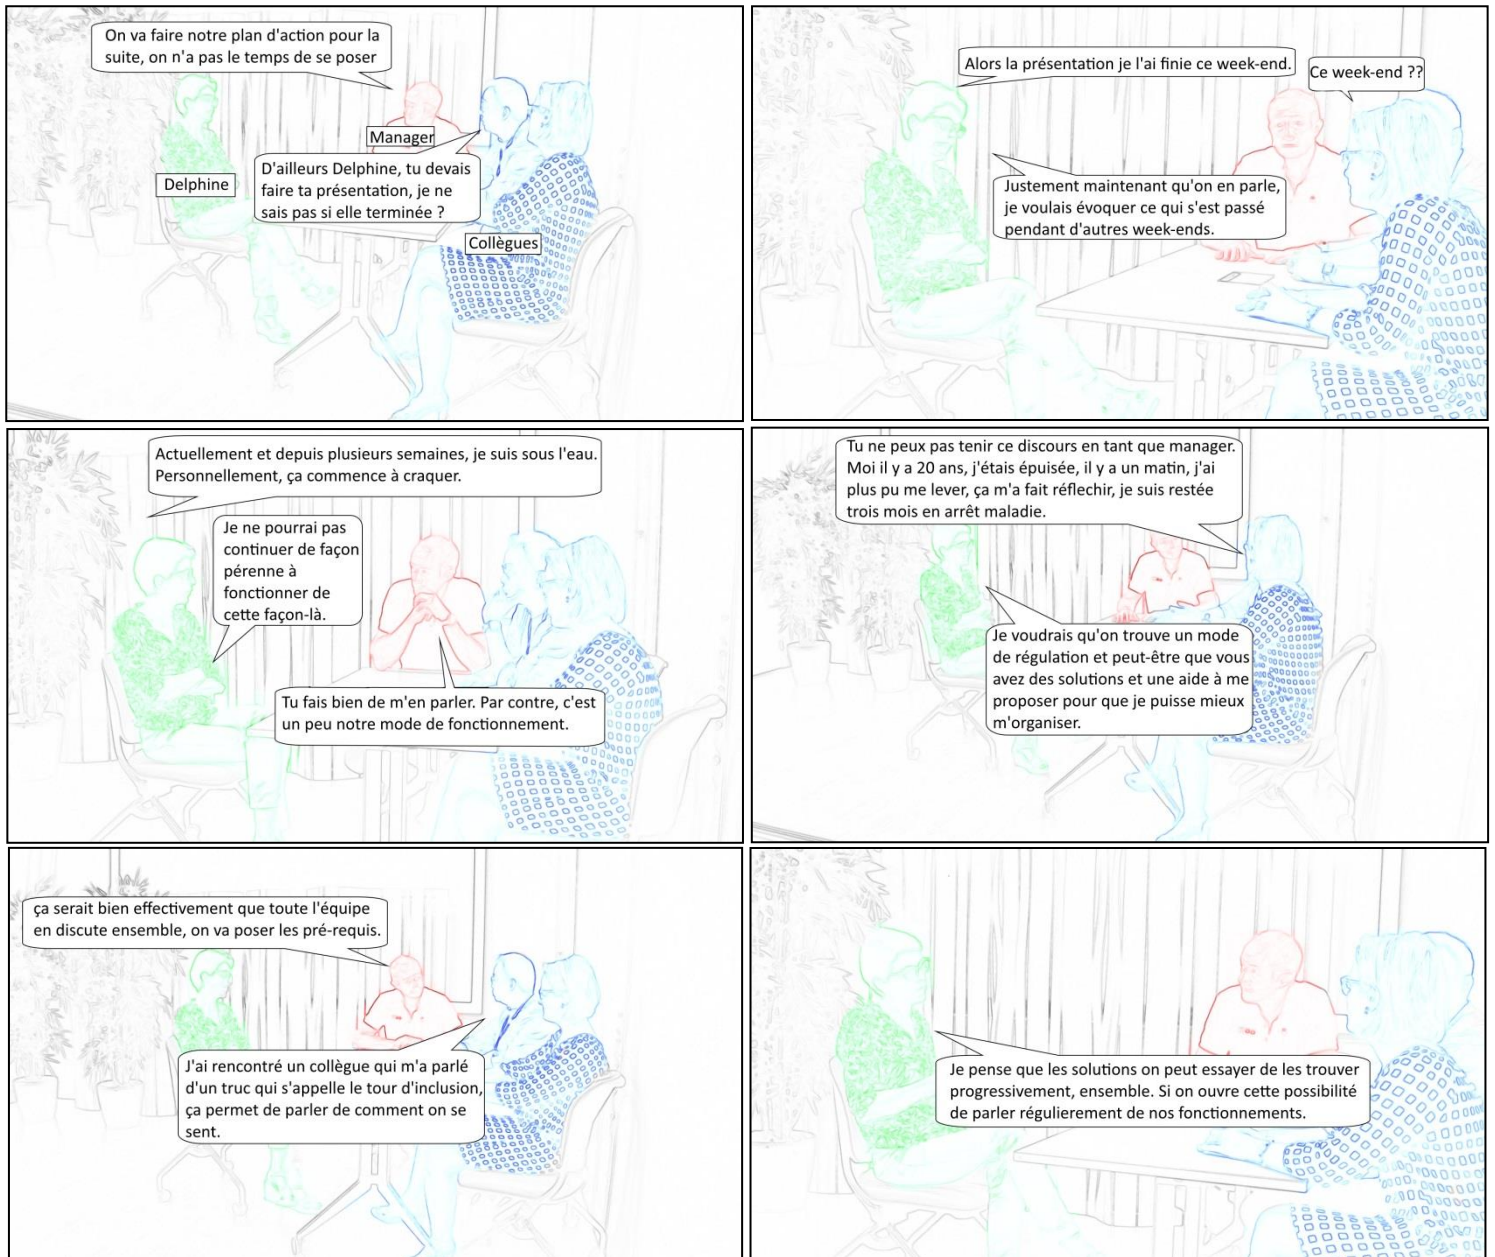 On va faire notre plan d'action pour la
suite, on n'a pas le temps de se poser
Manager
D'ailleurs Delphine, tu devais
faire ta présentation, je ne
sais pas si elle terminée ?
Delphine
Collègues
Alors la présentation je l'ai finie ce week-end.
Ce week-end ??
Justement maintenant qu'on en parle,
je voulais évoquer ce qui s'est passé
pendant d'autres week-ends.
Actuellement et depuis plusieurs semaines, je suis sous l'eau.
Personnellement, ça commence à craquer.
Je ne pourrai pas
continuer de façon
pérenne à
fonctionner de
cette façon-là.
Tu fais bien de m'en parler. Par contre, c'est
un peu notre mode de fonctionnement.
Tu ne peux pas tenir ce discours en tant que manager.
Moi il y a 20 ans, j'étais épuisée, il y a un matin, j'ai
plus pu me lever, ça m'a fait réflechir, je suis restée
trois mois en arrêt maladie.
Je voudrais qu'on trouve un mode
de régulation et peut-être que vous
avez des solutions et une aide à me
proposer pour que je puisse mieux
m'organiser.
ça serait bien effectivement que toute l'équipe
en discute ensemble, on va poser les pré-requis.
J'ai rencontré un collègue qui m'a parlé
d'un truc qui s'appelle le tour d'inclusion,
ça permet de parler de comment on se
sent.
Je pense que les solutions on peut essayer de les trouver
progressivement, ensemble. Si on ouvre cette possibilité
de parler régulierement de nos fonctionnements.